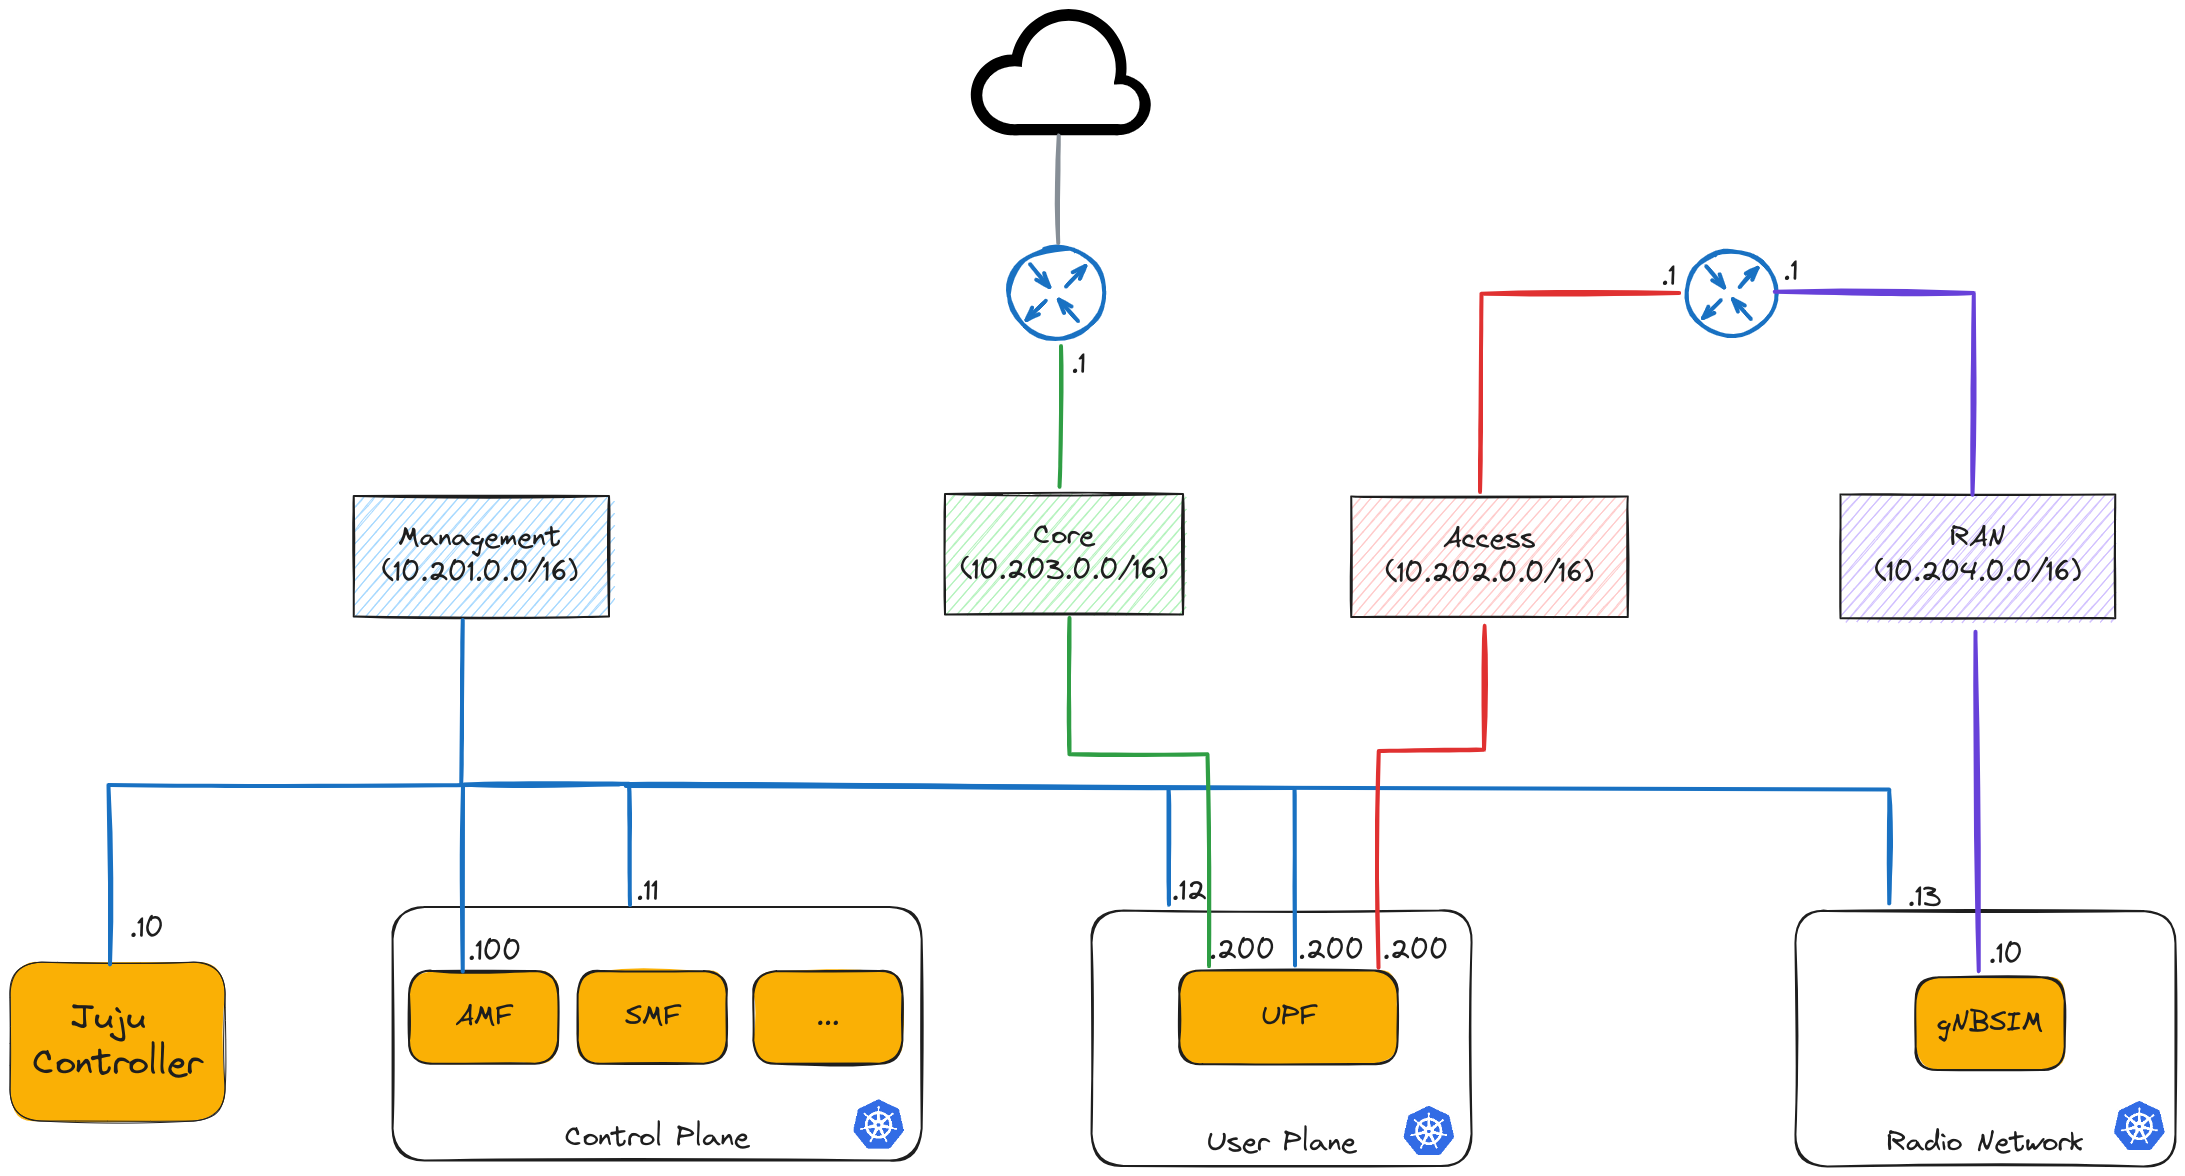 .1
.1
.1
Management
(10.201.0.0/16)
Core
(10.203.0.0/16)
Access
(10.202.0.0/16)
RAN
(10.204.0.0/16)
.10
.11
.12
.13
.100
.200
.200
.200
.10
Juju
Controller
AMF
SMF
...
UPF
gNBSIM
Control Plane
User Plane
Radio Network